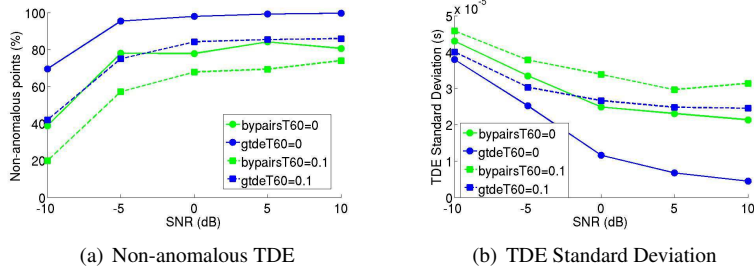 100
80
60
40
20
0
-10
-5
0
5
10
SNR (dB)
Non-anomalous points (%)
bypairsT60=0
gtdeT60=0
bypairsT60=0.1
gtdeT60=0.1
(a) Non-anomalous TDE
5 x 10^-5
4
3
2
1
0
-10
-5
0
5
10
SNR (dB)
TDE Standard Deviation (s)
bypairsT60=0
gtdeT60=0
bypairsT60=0.1
gtdeT60=0.1
(b) TDE Standard Deviation